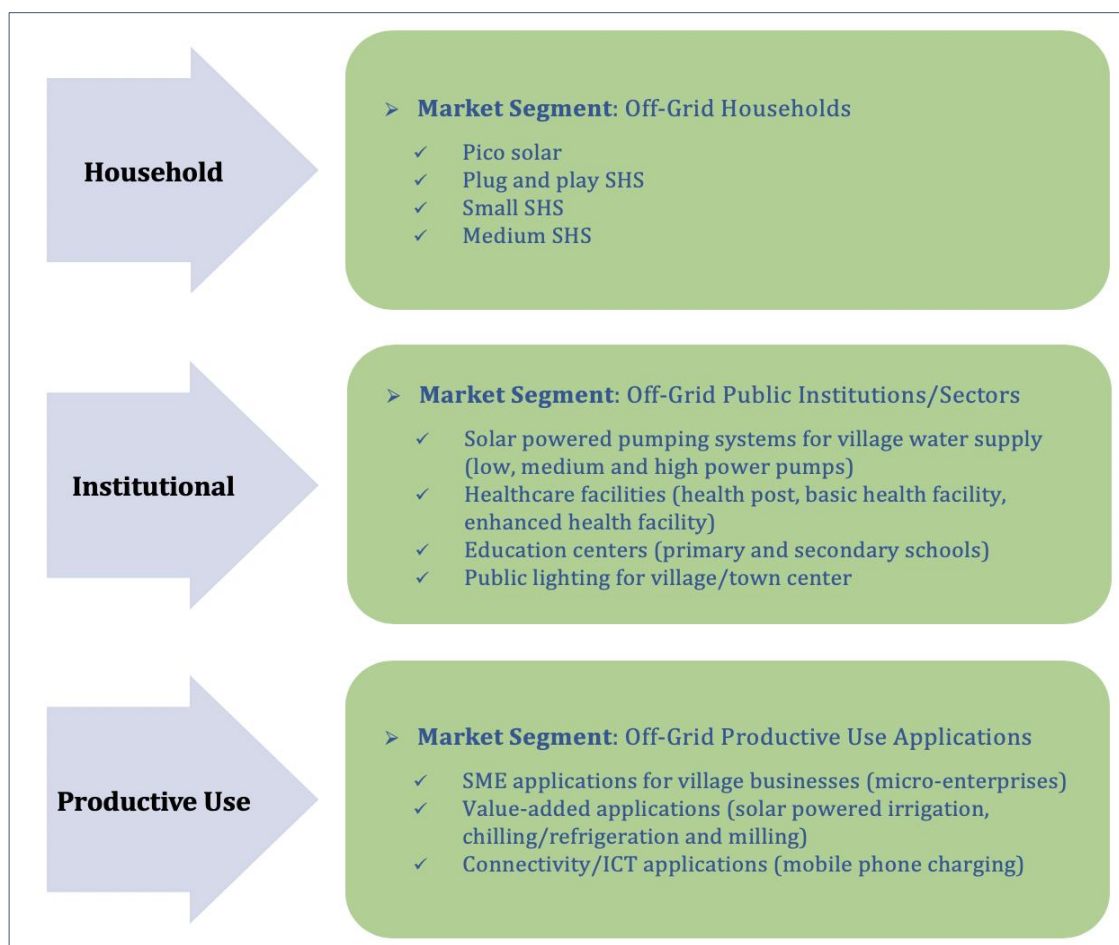 Household
➢ Market Segment: Off-Grid Households
✓ Pico solar
✓ Plug and play SHS
✓ Small SHS
✓ Medium SHS
Institutional
➢ Market Segment: Off-Grid Public Institutions/Sectors
✓ Solar powered pumping systems for village water supply
(low, medium and high power pumps)
✓ Healthcare facilities (health post, basic health facility,
enhanced health facility)
✓ Education centers (primary and secondary schools)
✓ Public lighting for village/town center
Productive Use
➢ Market Segment: Off-Grid Productive Use Applications
✓ SME applications for village businesses (micro-enterprises)
✓ Value-added applications (solar powered irrigation,
chilling/refrigeration and milling)
✓ Connectivity/ICT applications (mobile phone charging)